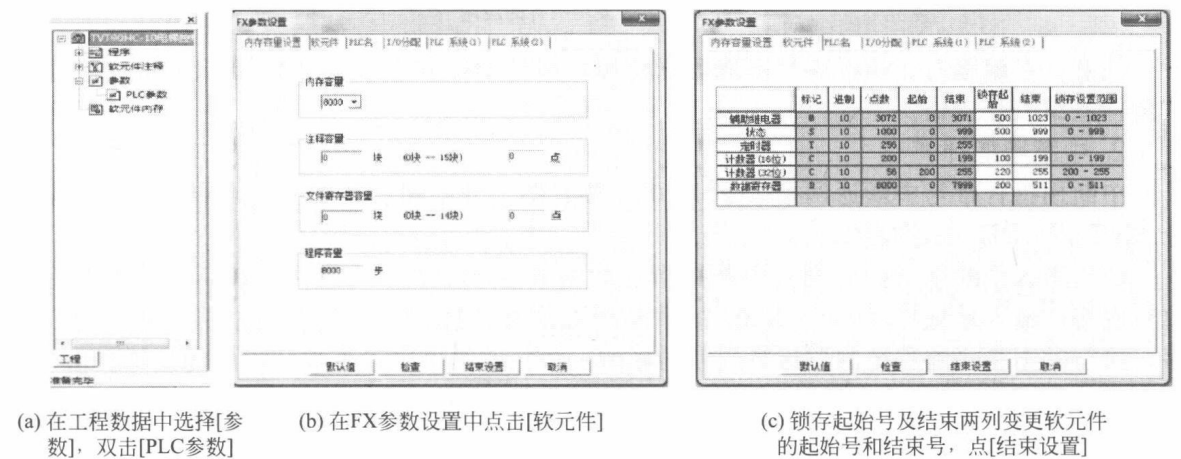 TVT90HC-10电梯控
程序
软元件注释
参数
PLC参数
软元件内存
工程
准备完毕
FX参数设置
内存容量设置 软元件 PLC名 I/O分配 PLC 系统(1) PLC 系统(2)
内存容量
8000
注释容量
0 块 (0块 -- 15块) 0 点
文件寄存器容量
0 块 (0块 -- 14块) 0 点
程序容量
8000 步
默认值 检查 结束设置 取消
FX参数设置
内存容量设置 软元件 PLC名 I/O分配 PLC 系统(1) PLC 系统(2)
标记 进制 点数 起始 结束 锁存起始 结束 锁存设置范围
辅助继电器 M 10 3072 0 3071 500 1023 0 - 1023
状态 S 10 1000 0 999 500 999 0 - 999
定时器 T 10 256 0 255
计数器(16位) C 10 200 0 199 100 199 0 - 199
计数器(32位) C 10 56 200 255 220 255 200 - 255
数据寄存器 D 10 8000 0 7999 200 511 0 - 511
默认值 检查 结束设置 取消
(a) 在工程数据中选择[参
数]，双击[PLC参数]
(b) 在FX参数设置中点击[软元件]
(c) 锁存起始号及结束两列变更软元件
的起始号和结束号，点[结束设置]